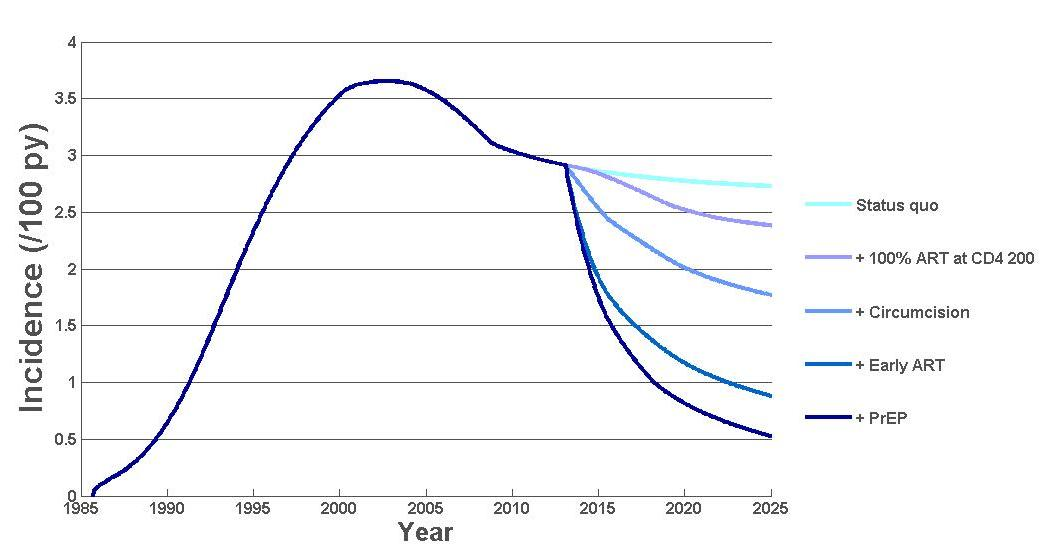 4
3.5
3
2.5
2
1.5
1
0.5
0
Incidence (/100 py)
1985 1990 1995 2000 2005 2010 2015 2020 2025
Year
Status quo
+ 100% ART at CD4 200
+ Circumcision
+ Early ART
+ PrEP